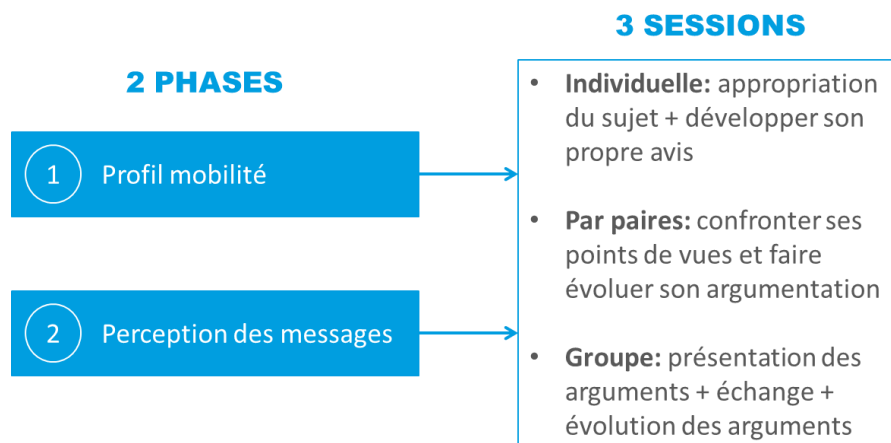 2 PHASES
1 Profil mobilité
2 Perception des messages
3 SESSIONS
• Individuelle: appropriation
du sujet + développer son
propre avis
• Par paires: confronter ses
points de vues et faire
évoluer son argumentation
• Groupe: présentation des
arguments + échange +
évolution des arguments